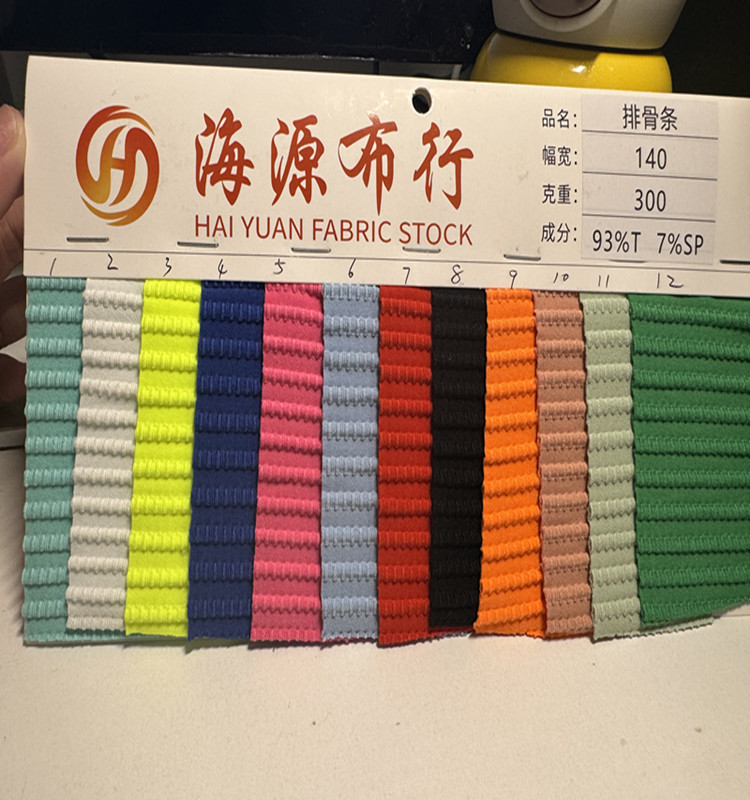 海源布行
HAI YUAN FABRIC STOCK
品名： 排骨条
幅宽： 140
克重： 300
成分： 93%T 7%SP
1 2 3 4 5 6 7 8 9 10 11 12